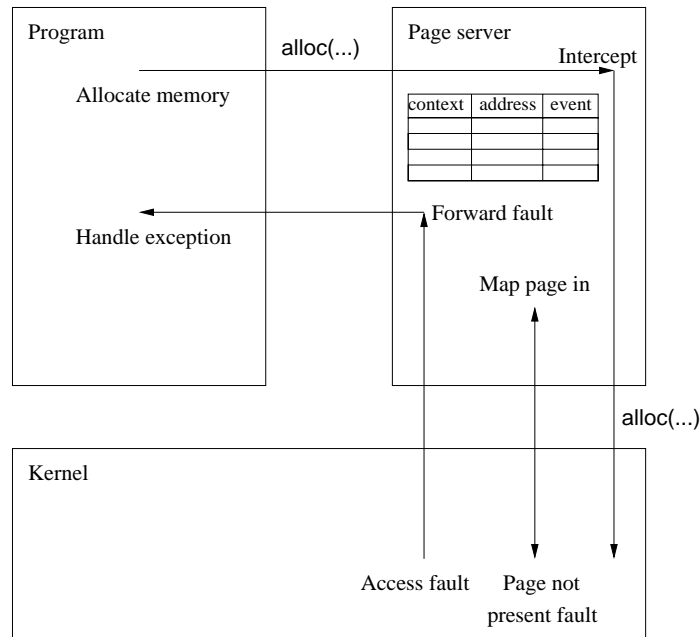 Program
alloc(...)
Page server
Intercept
Allocate memory
context address event
Forward fault
Handle exception
Map page in
alloc(...)
Kernel
Access fault
Page not
present fault